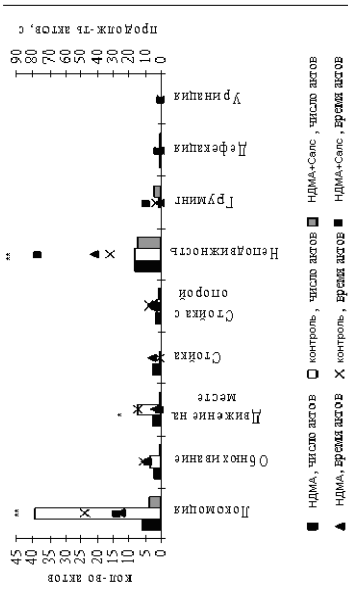 кол-во актов
45
40
35
30
25
20
15
10
5
0
продолж-ть актов, с
90
80
70
60
50
40
30
20
10
0
**
*
**
Локомоция
Обнюхивание
Движение на
месте
Стойка
Стойка с
опорой
Неподвижность
Груминг
Дефекация
Уринация
НДМА, число актов
контроль, число актов
НДМА+Салс, число актов
НДМА, время актов
контроль, время актов
НДМА+Салс, время актов